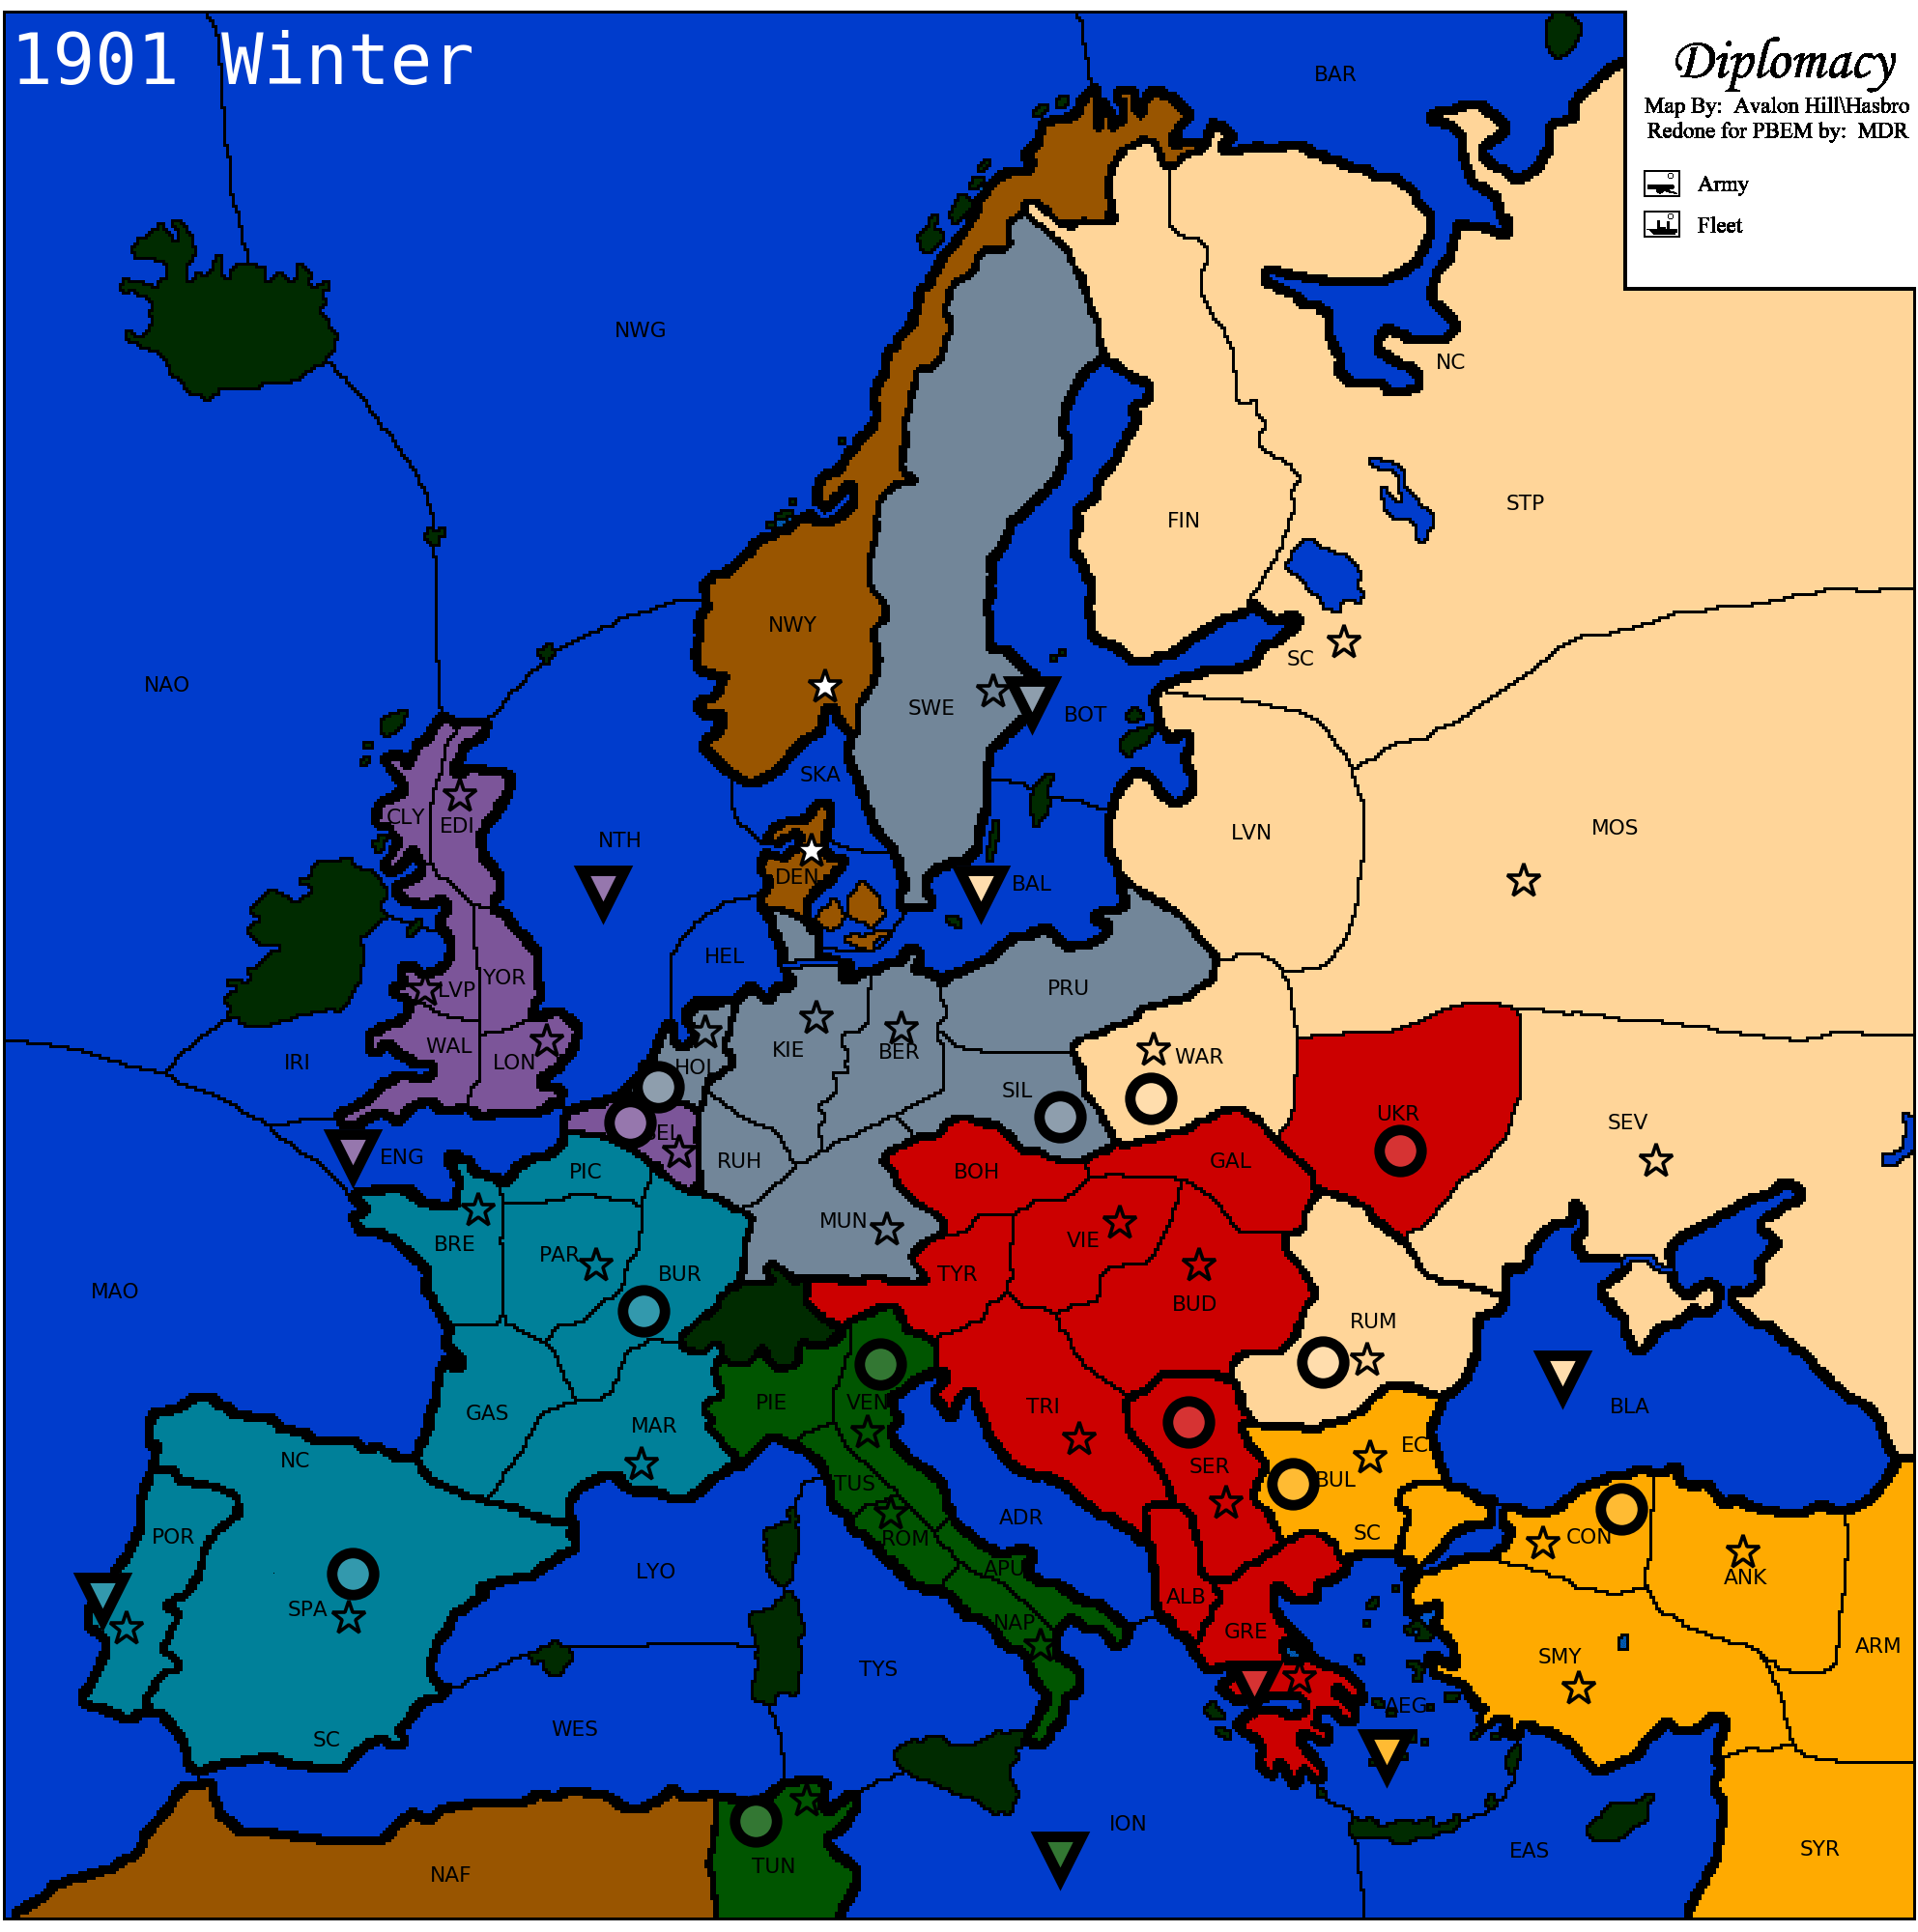 1901 Winter
Diplomacy
Map By: Avalon Hill\Hasbro
Redone for PBEM by: MDR
Army
Fleet
BAR
NWG
NC
STP
FIN
NWY
SC
NAO
SWE
BOT
SKA
CLY
EDI
NTH
LVN
MOS
DEN
BAL
HEL
YOR
LVP
PRU
IRI
WAL
LON
KIE
BER
HOL
WAR
SIL
UKR
SEV
BEL
ENG
PIC
RUH
BOH
GAL
MUN
BRE
PAR
BUR
VIE
TYR
MAO
BUD
RUM
PIE
VEN
TRI
BLA
GAS
MAR
NC
SER
EC
BUL
TUS
POR
ADR
ROM
SC
CON
LYO
APU
ANK
SPA
ALB
NAP
GRE
SMY
ARM
TYS
AEG
WES
SC
ION
EAS
SYR
TUN
NAF